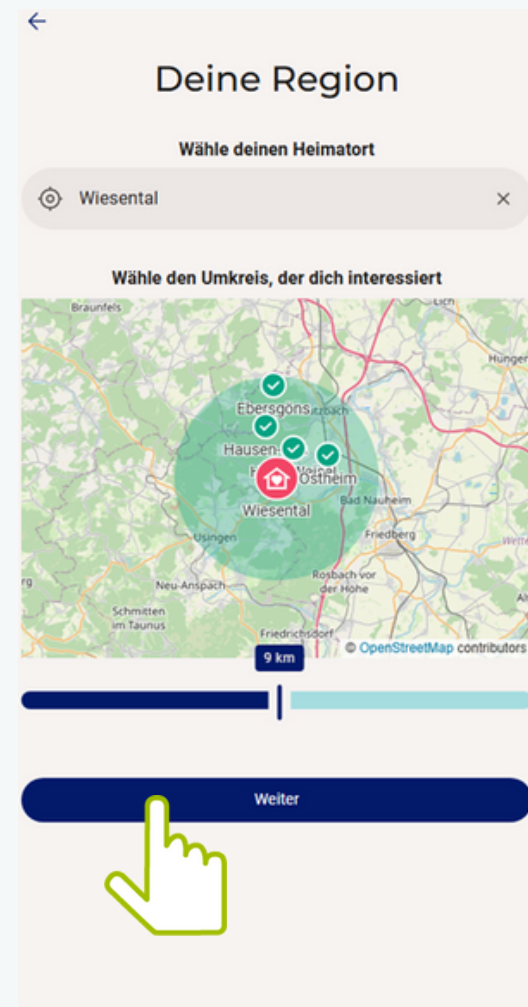 Deine Region
Wähle deinen Heimatort
Wiesental
Wähle den Umkreis, der dich interessiert
Braunfels
Lich
Hunger
Ebersgöns
Hausen-
Ostheim
Wiesental
Bad Nauheim
Usingen
Friedberg
Neu-Anspach
Rosbach vor
der Höhe
Schmitten
im Taunus
Friedrichsdorf
© OpenStreetMap contributors
9 km
Weiter